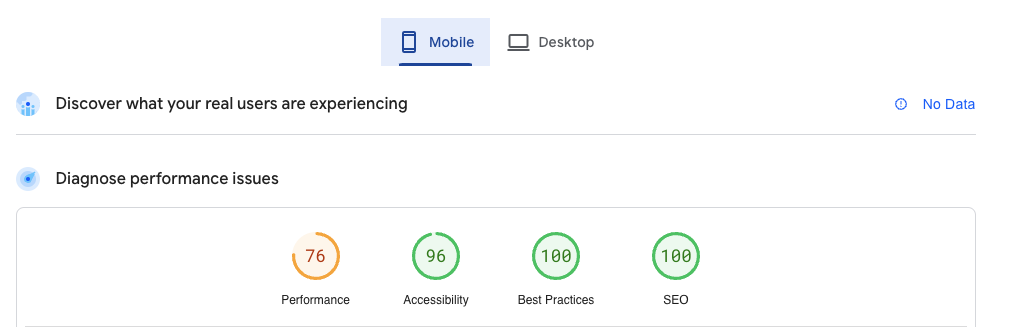 Mobile Desktop
Discover what your real users are experiencing No Data
Diagnose performance issues
76 96 100 100
Performance Accessibility Best Practices SEO